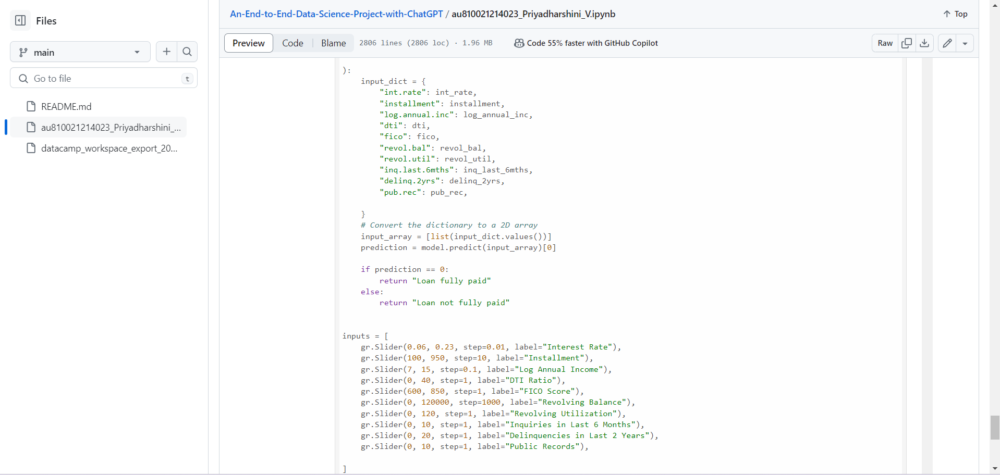 Files
main
Go to file
t
README.md
au810021214023_Priyadharshini_...
datacamp_workspace_export_20...
An-End-to-End-Data-Science-Project-with-ChatGPT / au810021214023_Priyadharshini_V.ipynb
Top
Preview
Code
Blame
2806 lines (2806 loc) · 1.96 MB
Code 55% faster with GitHub Copilot
Raw
):
    input_dict = {
        "int.rate": int_rate,
        "installment": installment,
        "log.annual.inc": log_annual_inc,
        "dti": dti,
        "fico": fico,
        "revol.bal": revol_bal,
        "revol.util": revol_util,
        "inq.last.6mths": inq_last_6mths,
        "delinq.2yrs": delinq_2yrs,
        "pub.rec": pub_rec,
    }
    # Convert the dictionary to a 2D array
    input_array = [list(input_dict.values())]
    prediction = model.predict(input_array)[0]
    if prediction == 0:
        return "Loan fully paid"
    else:
        return "Loan not fully paid"
inputs = [
    gr.Slider(0.06, 0.23, step=0.01, label="Interest Rate"),
    gr.Slider(100, 950, step=10, label="Installment"),
    gr.Slider(7, 15, step=0.1, label="Log Annual Income"),
    gr.Slider(0, 40, step=1, label="DTI Ratio"),
    gr.Slider(600, 850, step=1, label="FICO Score"),
    gr.Slider(0, 120000, step=1000, label="Revolving Balance"),
    gr.Slider(0, 120, step=1, label="Revolving Utilization"),
    gr.Slider(0, 10, step=1, label="Inquiries in Last 6 Months"),
    gr.Slider(0, 20, step=1, label="Delinquencies in Last 2 Years"),
    gr.Slider(0, 10, step=1, label="Public Records"),
]